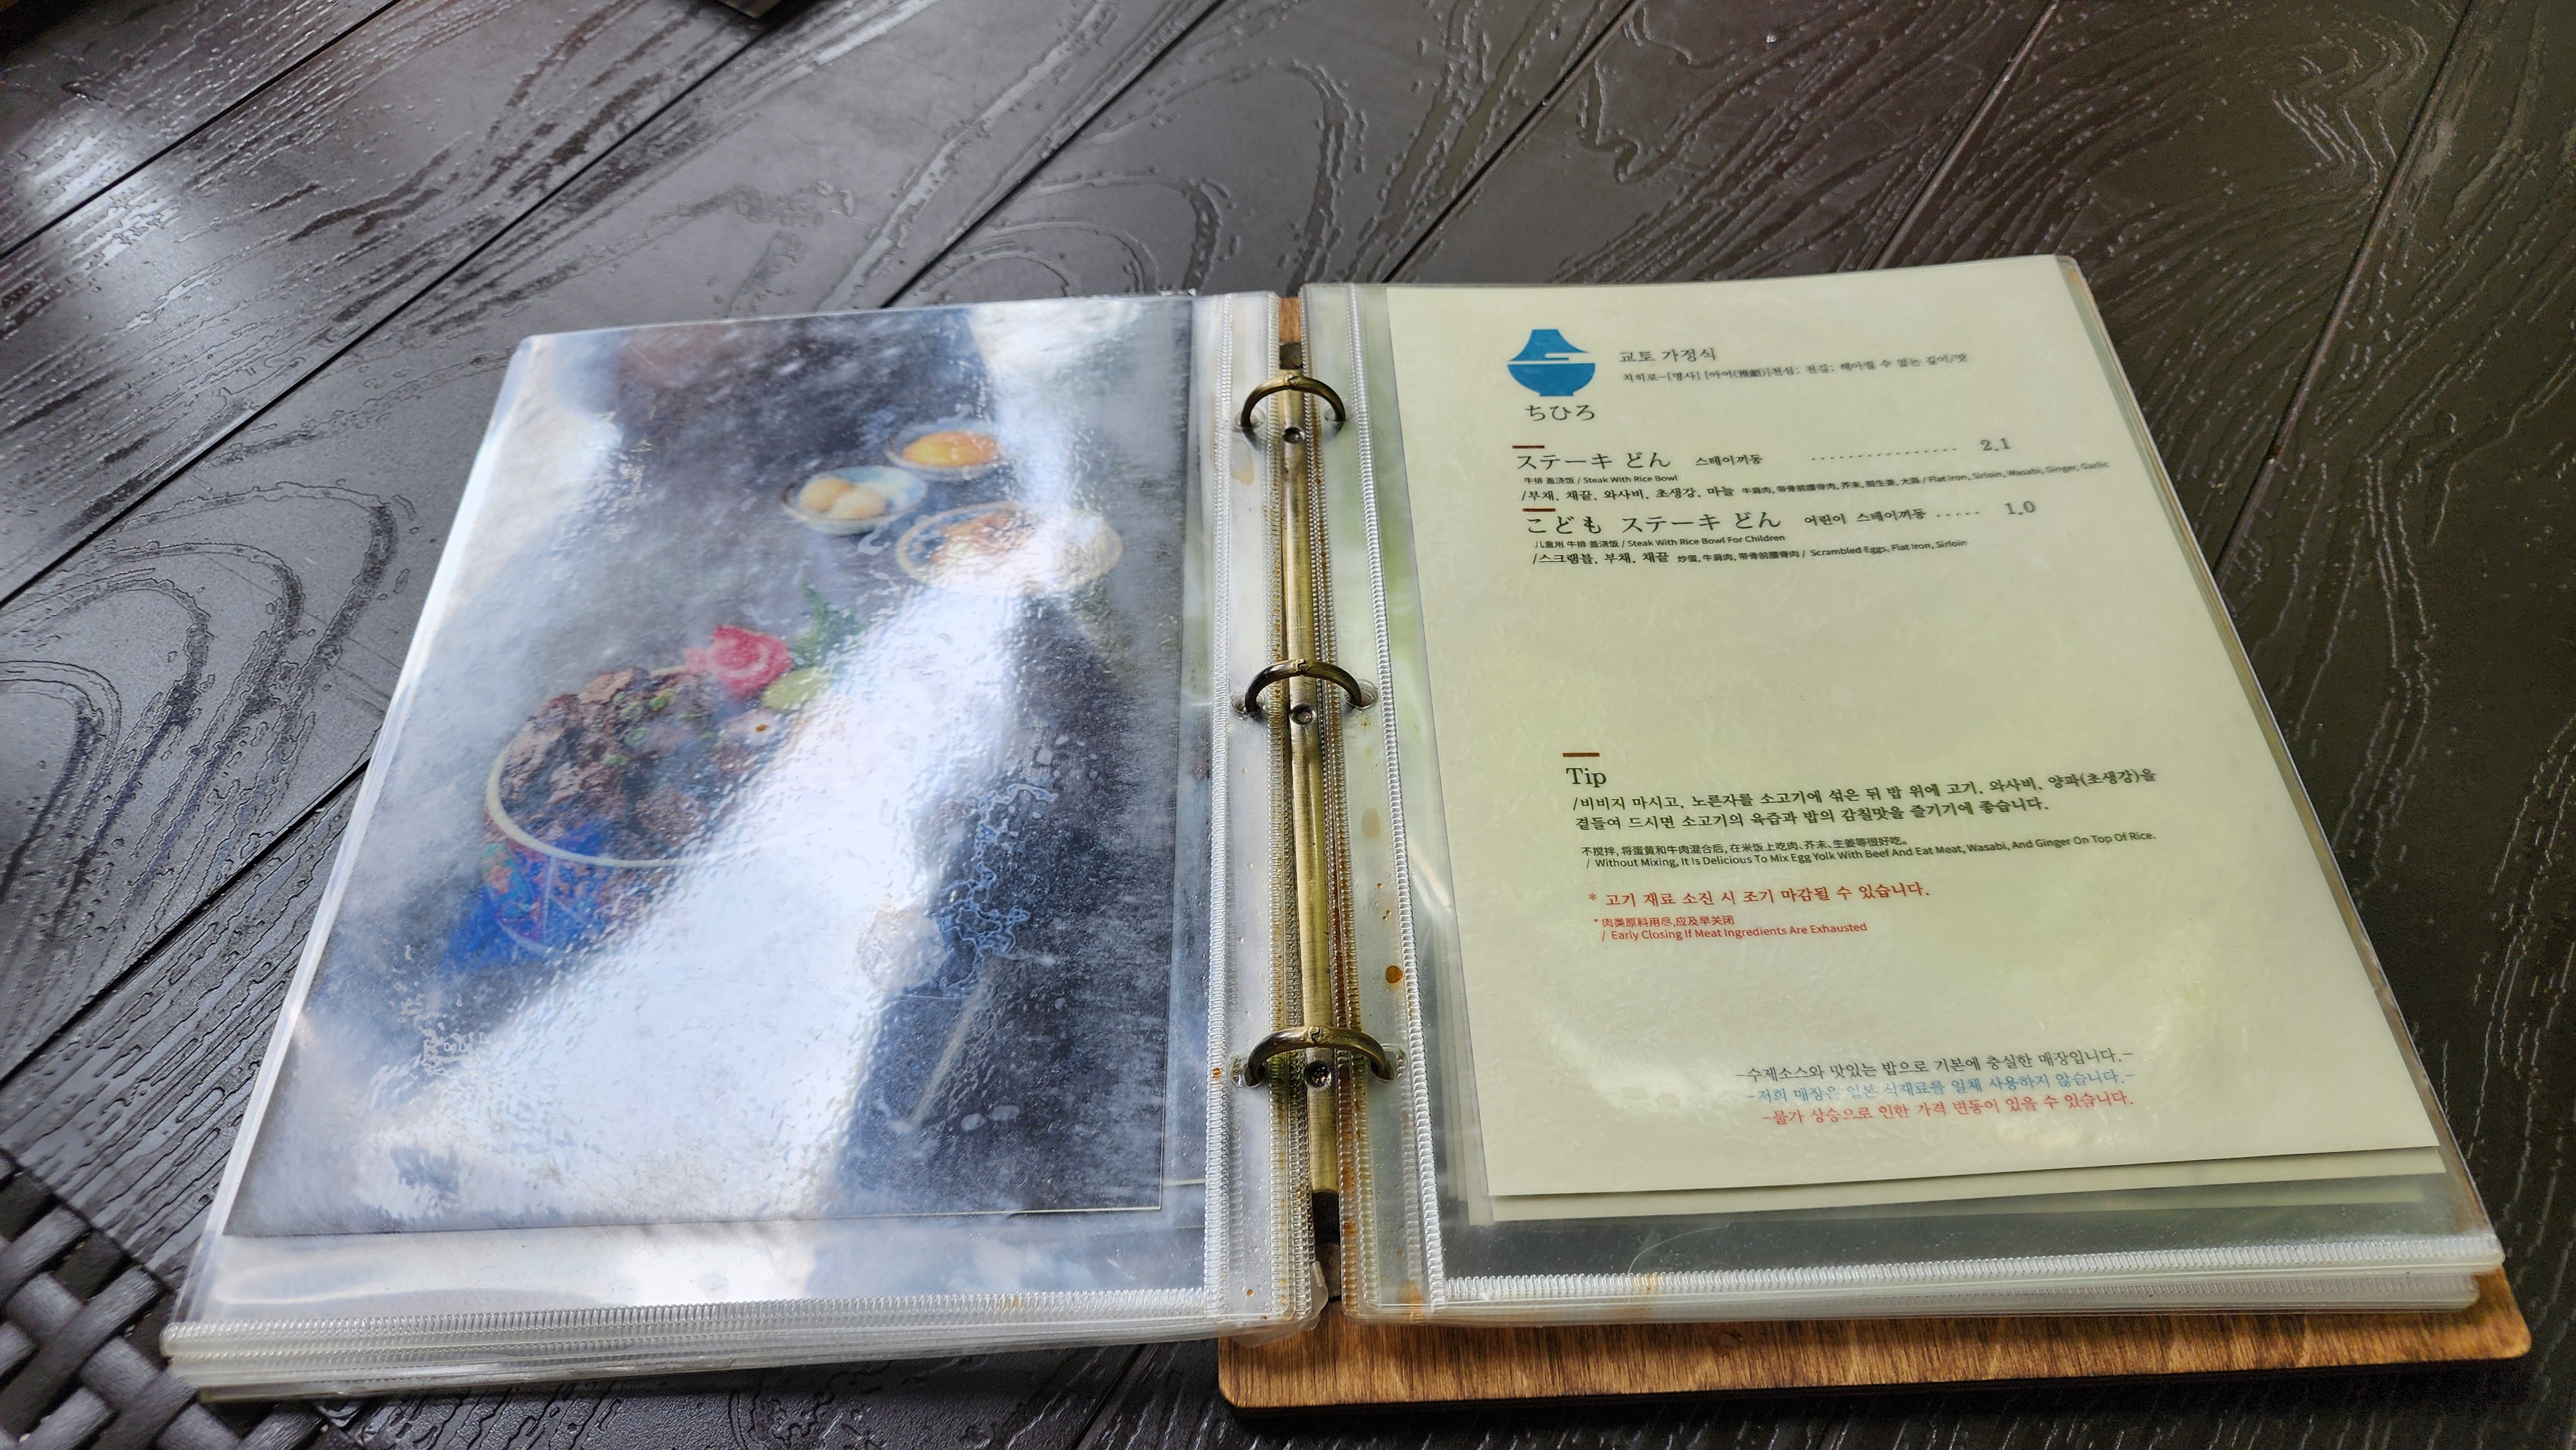 교토 가정식
치히로-[명사] [아어(雅語)]천심; 천길; 헤아릴 수 없는 깊이/맛
ちひろ
ステーキ どん 스테이끼동 ·················· 2.1
牛排 盖浇饭 / Steak With Rice Bowl
/부채, 채끝, 와사비, 초생강, 마늘 牛肩肉, 带骨前腰脊肉, 芥末, 醋生姜, 大蒜 / Flat Iron, Sirloin, Wasabi, Ginger, Garlic
こども ステーキ どん 어린이 스테이끼동 ····· 1.0
儿童用 牛排 盖浇饭 / Steak With Rice Bowl For Children
/스크램블, 부채, 채끝 炒蛋, 牛肩肉, 带骨前腰脊肉 / Scrambled Eggs, Flat Iron, Sirloin
Tip
/비비지 마시고, 노른자를 소고기에 섞은 뒤 밥 위에 고기, 와사비, 양파(초생강)을
곁들여 드시면 소고기의 육즙과 밥의 감칠맛을 즐기기에 좋습니다.
不搅拌, 将蛋黄和牛肉混合后, 在米饭上吃肉、芥末、生姜等很好吃。
/ Without Mixing, It Is Delicious To Mix Egg Yolk With Beef And Eat Meat, Wasabi, And Ginger On Top Of Rice.
* 고기 재료 소진 시 조기 마감될 수 있습니다.
* 肉类原料用尽,应及早关闭
/ Early Closing If Meat Ingredients Are Exhausted
-수제소스와 맛있는 밥으로 기본에 충실한 매장입니다.-
-저희 매장은 일본 식재료를 일체 사용하지 않습니다.-
-물가 상승으로 인한 가격 변동이 있을 수 있습니다.